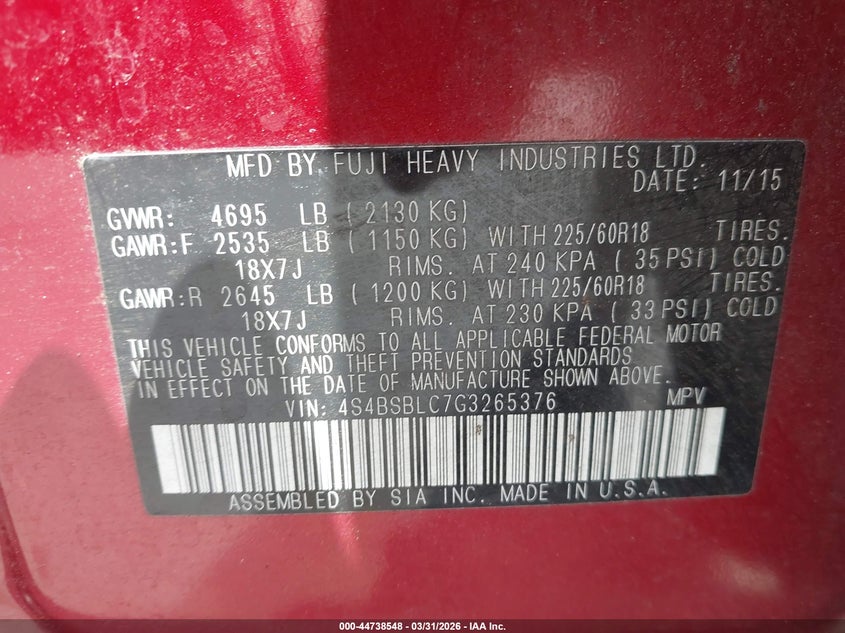 MFD BY FUJI HEAVY INDUSTRIES LTD.
DATE: 11/15
GVWR: 4695 LB ( 2130 KG)
GAWR:F 2535 LB ( 1150 KG) WITH 225/60R18 TIRES.
18X7J RIMS. AT 240 KPA ( 35 PSI) COLD
GAWR:R 2645 LB ( 1200 KG) WITH 225/60R18 TIRES.
18X7J RIMS. AT 230 KPA ( 33 PSI) COLD
THIS VEHICLE CONFORMS TO ALL APPLICABLE FEDERAL MOTOR
VEHICLE SAFETY AND THEFT PREVENTION STANDARDS
IN EFFECT ON THE DATE OF MANUFACTURE SHOWN ABOVE.
VIN: 4S4BSBLC7G3265376 MPV
ASSEMBLED BY SIA INC. MADE IN U.S.A.
000-44738548 - 03/31/2026 - IAA Inc.